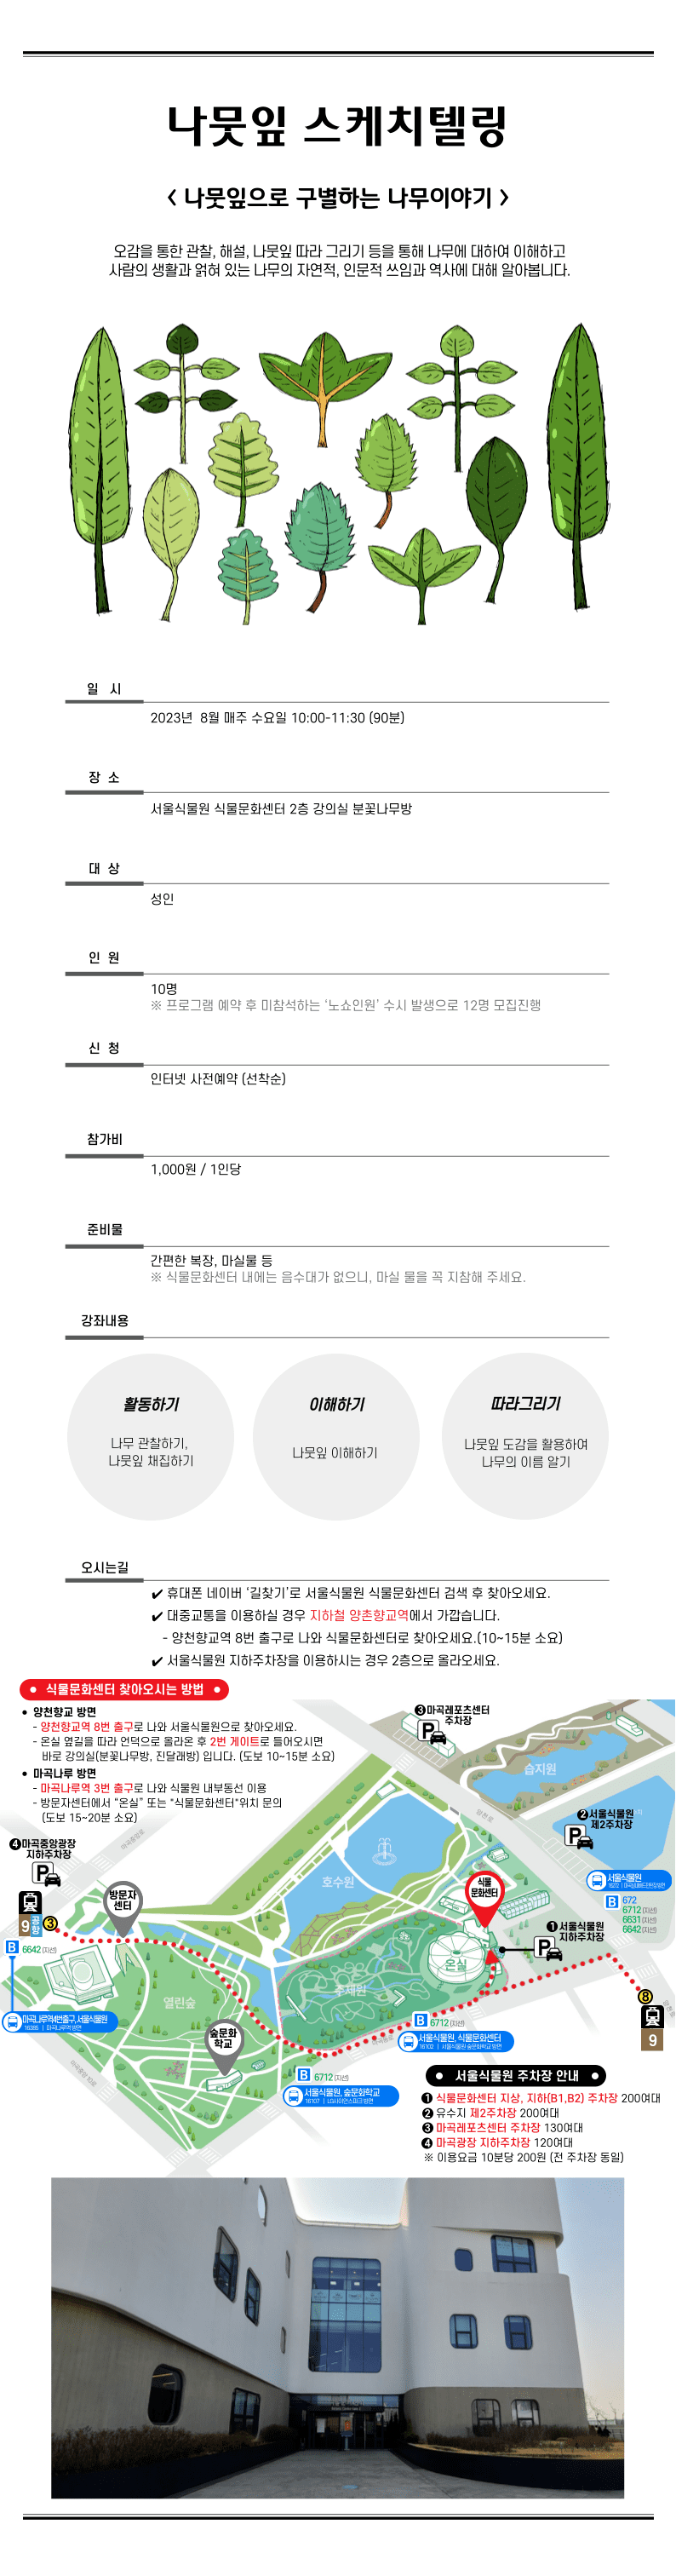 나뭇잎 스케치텔링
< 나뭇잎으로 구별하는 나무이야기 >
오감을 통한 관찰, 해설, 나뭇잎 따라 그리기 등을 통해 나무에 대하여 이해하고
사람의 생활과 얽혀 있는 나무의 자연적, 인문적 쓰임과 역사에 대해 알아봅니다.
일 시
2023년 8월 매주 수요일 10:00-11:30 (90분)
장 소
서울식물원 식물문화센터 2층 강의실 분꽃나무방
대 상
성인
인 원
10명
※ 프로그램 예약 후 미참석하는 ‘노쇼인원’ 수시 발생으로 12명 모집진행
신 청
인터넷 사전예약 (선착순)
참가비
1,000원 / 1인당
준비물
간편한 복장, 마실물 등
※ 식물문화센터 내에는 음수대가 없으니, 마실 물을 꼭 지참해 주세요.
강좌내용
활동하기
나무 관찰하기,
나뭇잎 채집하기
이해하기
나뭇잎 이해하기
따라그리기
나뭇잎 도감을 활용하여
나무의 이름 알기
오시는길
✔ 휴대폰 네이버 ‘길찾기’로 서울식물원 식물문화센터 검색 후 찾아오세요.
✔ 대중교통을 이용하실 경우 지하철 양촌향교역에서 가깝습니다.
- 양천향교역 8번 출구로 나와 식물문화센터로 찾아오세요.(10~15분 소요)
✔ 서울식물원 지하주차장을 이용하시는 경우 2층으로 올라오세요.
● 식물문화센터 찾아오시는 방법 ●
● 양천향교 방면
- 양천향교역 8번 출구로 나와 서울식물원으로 찾아오세요.
- 온실 옆길을 따라 언덕으로 올라온 후 2번 게이트로 들어오시면
바로 강의실(분꽃나무방, 진달래방) 입니다. (도보 10~15분 소요)
● 마곡나루 방면
- 마곡나루역 3번 출구로 나와 식물원 내부동선 이용
- 방문자센터에서 “온실” 또는 "식물문화센터"위치 문의
(도보 15~20분 소요)
❸마곡레포츠센터
주차장
P
습지원
❷서울식물원
제2주차장
P
❹마곡중앙광장
지하주차장
P
호수원
식물
문화센터
서울식물원
B 672
6712(지선)
6631(지선)
6642(지선)
방문자
센터
9 공항 3
❶서울식물원
지하주차장
P
B 6642(지선)
온실
주제원
열린숲
8
9
마곡나루역4번출구,서울식물원
숲문화
학교
B 6712(지선)
서울식물원, 식물문화센터
B 6712(지선)
서울식물원, 숲문화학교
● 서울식물원 주차장 안내 ●
❶ 식물문화센터 지상, 지하(B1,B2) 주차장 200여대
❷ 유수지 제2주차장 200여대
❸ 마곡레포츠센터 주차장 130여대
❹ 마곡광장 지하주차장 120여대
※ 이용요금 10분당 200원 (전 주차장 동일)